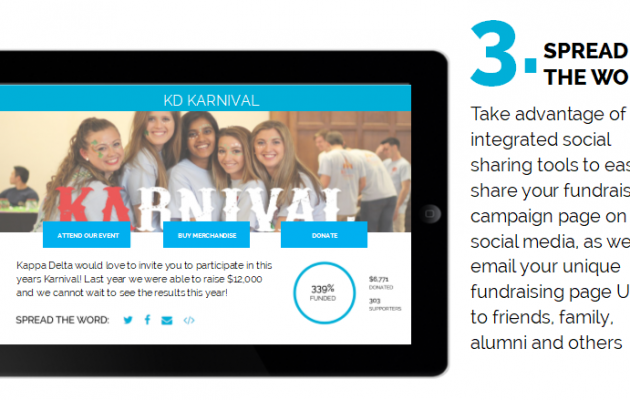 KD KARNIVAL
KARNIVAL
ATTEND OUR EVENT
BUY MERCHANDISE
DONATE
Kappa Delta would love to invite you to participate in this
years Karnival! Last year we were able to raise $12,000
and we cannot wait to see the results this year!
339%
FUNDED
$6,771
DONATED
303
SUPPORTERS
SPREAD THE WORD:
3.
SPREAD
THE WO
Take advantage of
integrated social
sharing tools to eas
share your fundrais
campaign page on
social media, as we
email your unique
fundraising page U
to friends, family,
alumni and others